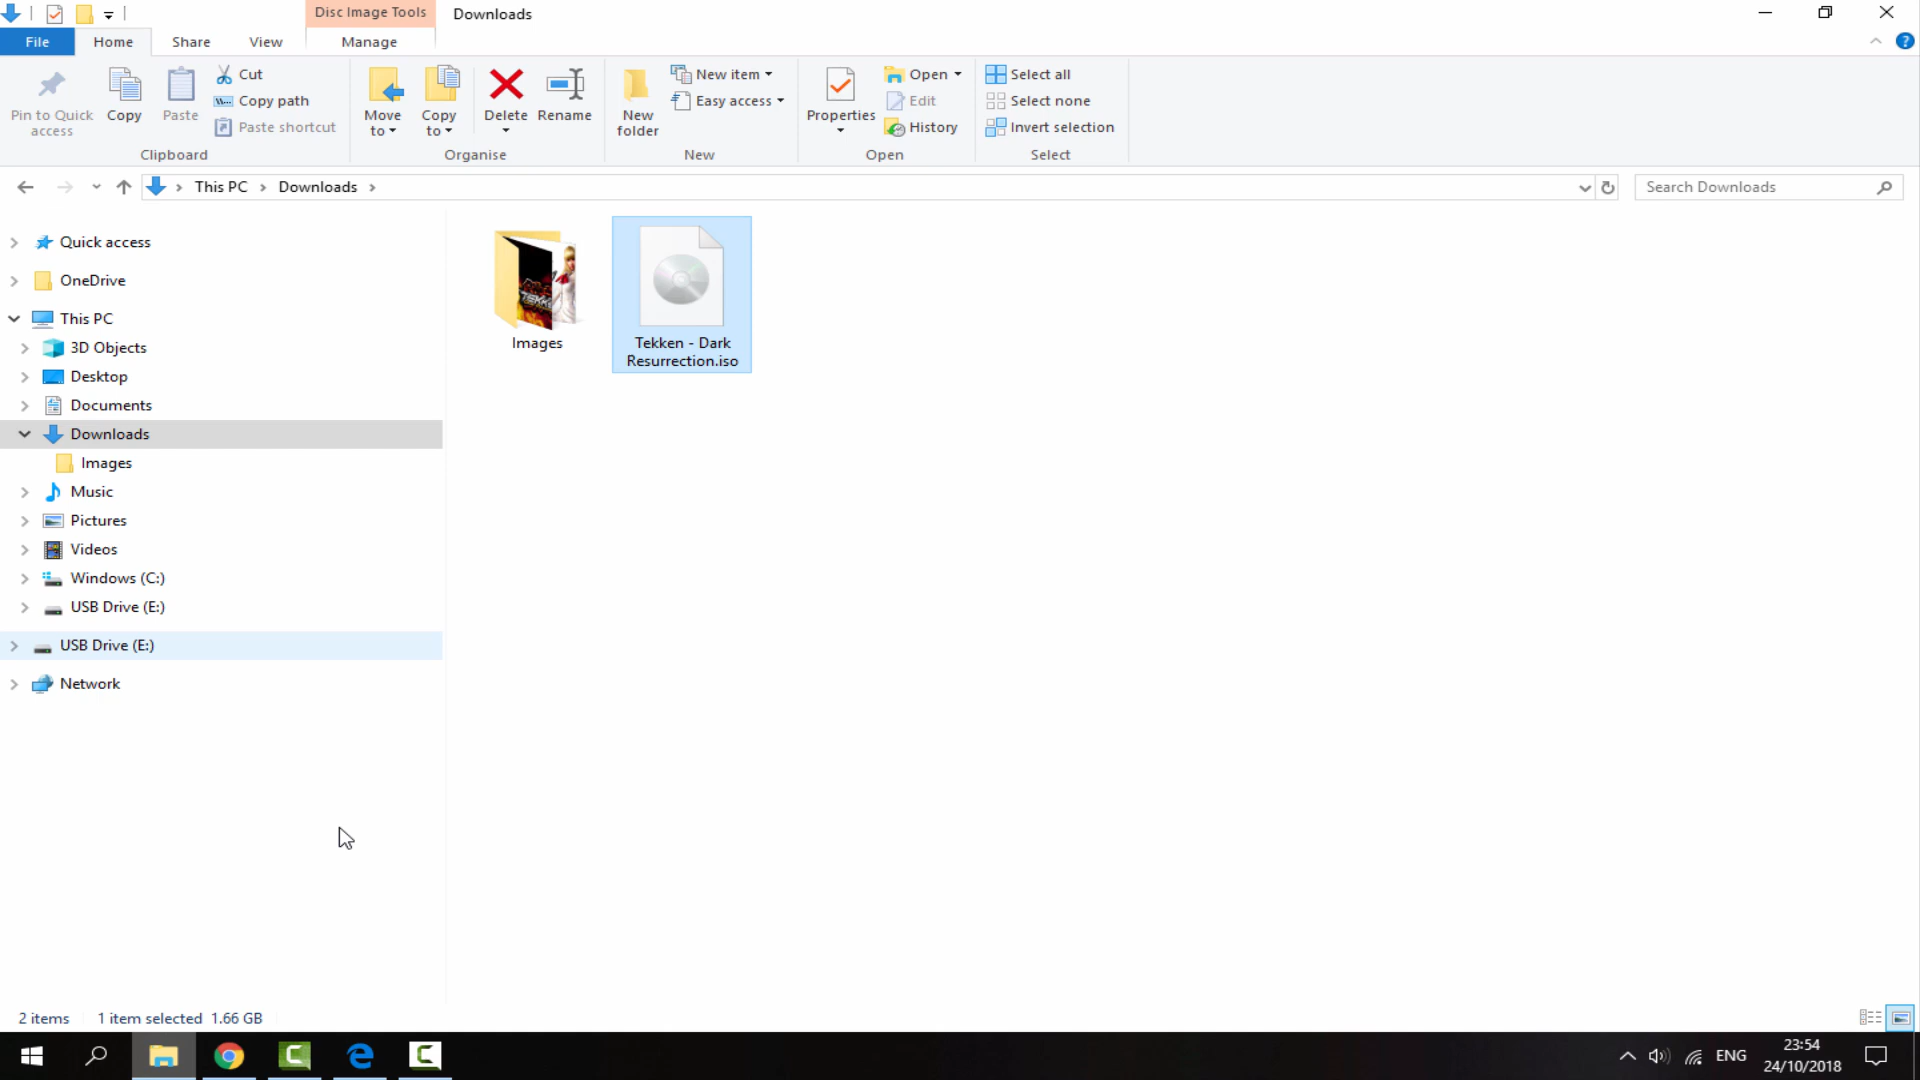 Disc Image Tools
Downloads
File
Home
Share
View
Manage
Pin to Quick
access
Copy
Paste
Cut
Copy path
Paste shortcut
Clipboard
Move
to
Copy
to
Delete
Rename
Organise
New
folder
New item
Easy access
New
Properties
Open
Edit
History
Open
Select all
Select none
Invert selection
Select
This PC
Downloads
Search Downloads
Quick access
OneDrive
This PC
3D Objects
Desktop
Documents
Downloads
Images
Music
Pictures
Videos
Windows (C:)
USB Drive (E:)
USB Drive (E:)
Network
Images
Tekken - Dark
Resurrection.iso
2 items
1 item selected 1.66 GB
ENG
23:54
24/10/2018